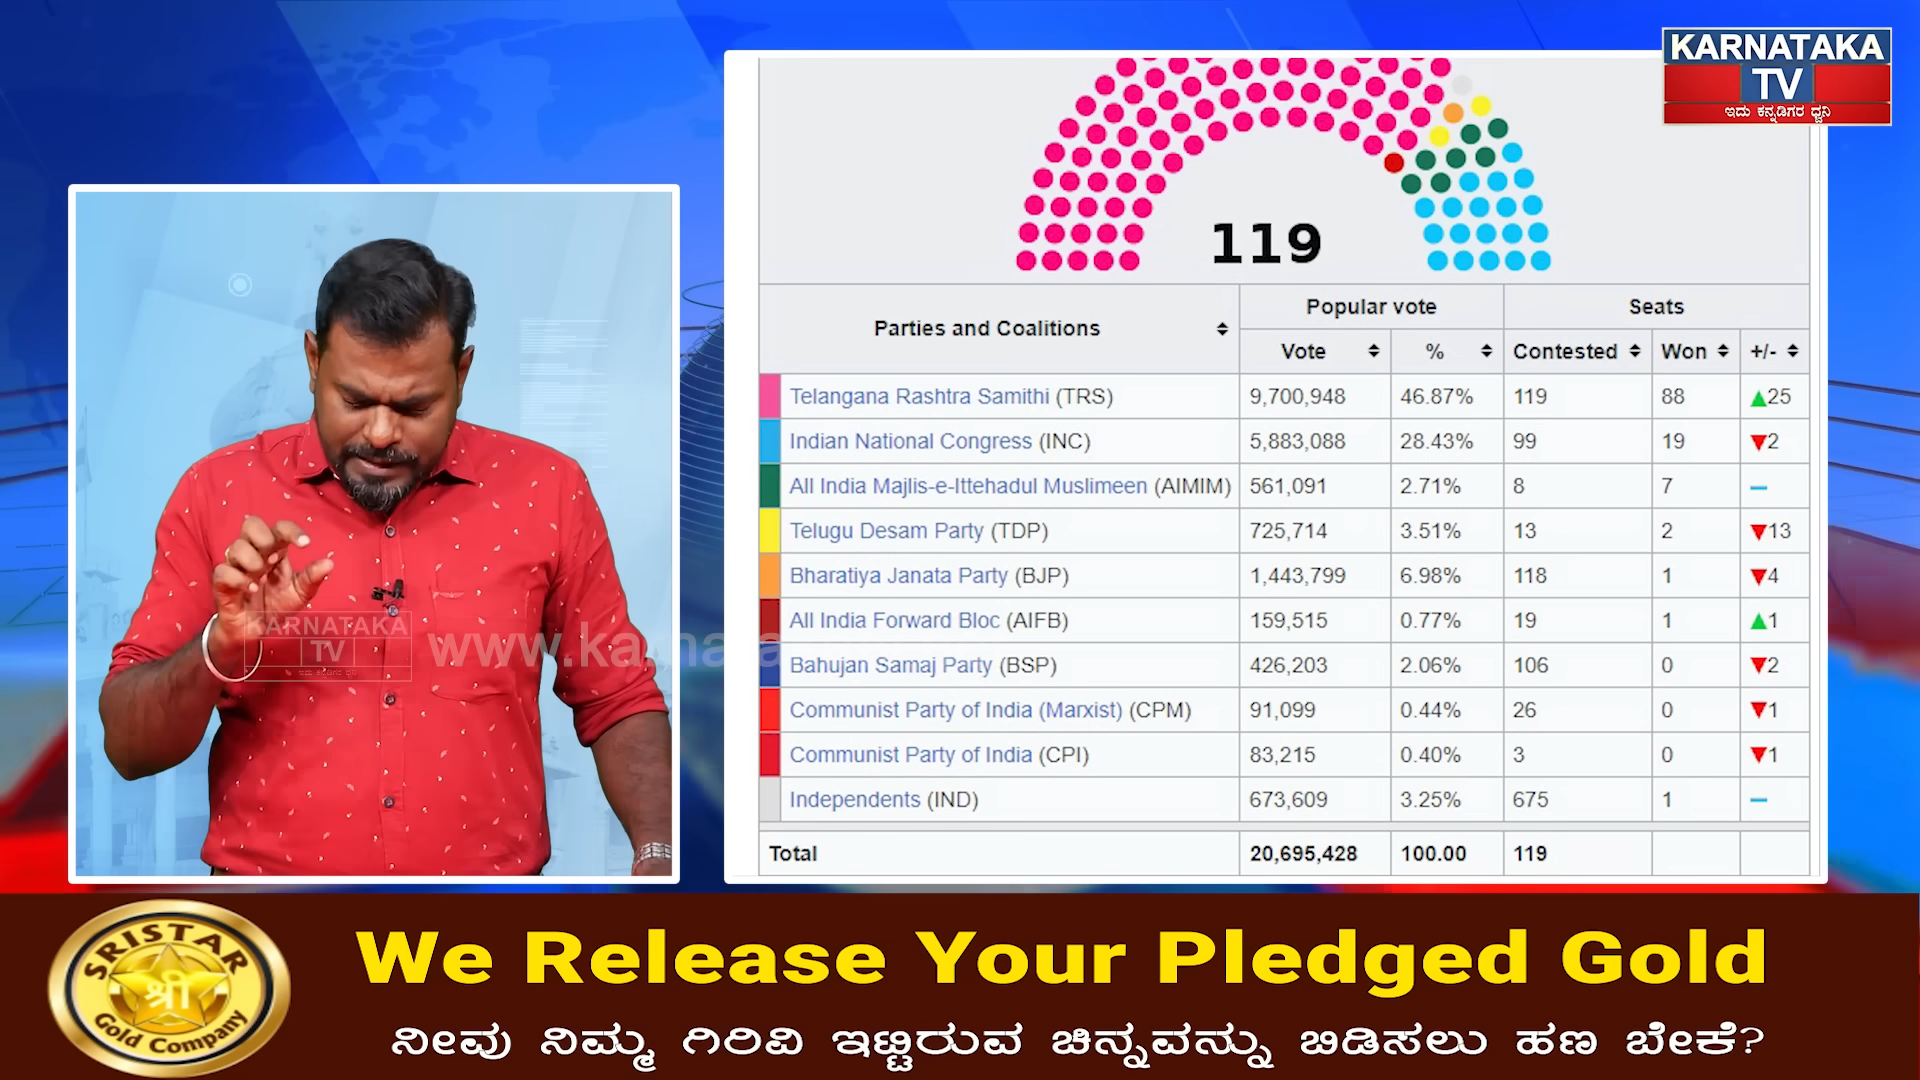 KARNATAKA
TV
ಇದು ಕನ್ನಡಿಗರ ಧ್ವನಿ
119
Parties and Coalitions
Popular vote
Seats
Vote % Contested Won +/-
Telangana Rashtra Samithi (TRS) 9,700,948 46.87% 119 88 ▲25
Indian National Congress (INC) 5,883,088 28.43% 99 19 ▼2
All India Majlis-e-Ittehadul Muslimeen (AIMIM) 561,091 2.71% 8 7 –
Telugu Desam Party (TDP) 725,714 3.51% 13 2 ▼13
Bharatiya Janata Party (BJP) 1,443,799 6.98% 118 1 ▼4
All India Forward Bloc (AIFB) 159,515 0.77% 19 1 ▲1
Bahujan Samaj Party (BSP) 426,203 2.06% 106 0 ▼2
Communist Party of India (Marxist) (CPM) 91,099 0.44% 26 0 ▼1
Communist Party of India (CPI) 83,215 0.40% 3 0 ▼1
Independents (IND) 673,609 3.25% 675 1 –
Total 20,695,428 100.00 119
KARNATAKA
TV
ಇದು ಕನ್ನಡಿಗರ ಧ್ವನಿ
SRISTAR
श्री
Gold Company
We Release Your Pledged Gold
ನೀವು ನಿಮ್ಮ ಗಿರಿವಿ ಇಟ್ಟಿರುವ ಚಿನ್ನವನ್ನು ಬಿಡಿಸಲು ಹಣ ಬೇಕೆ?